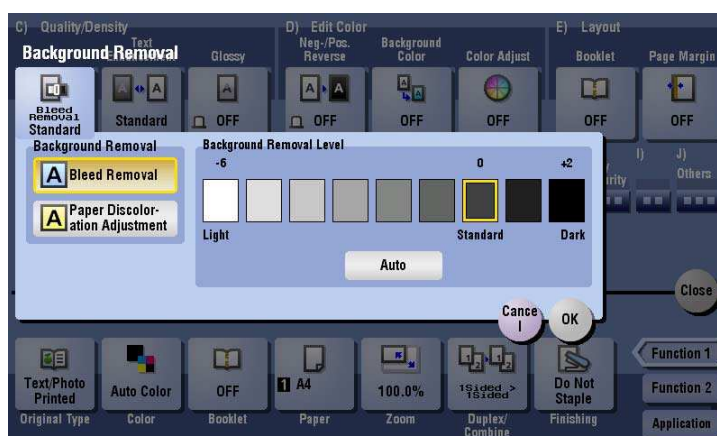 C) Quality/Density
D) Edit Color
E) Layout
Background Removal
Text
Glossy
Neg-/Pos.
Reverse
Background
Color
Color Adjust
Booklet
Page Margin
Bleed
Removal
Standard
Standard
OFF
OFF
OFF
OFF
OFF
OFF
Background Removal
Bleed Removal
Paper Discolor-
ation Adjustment
Background Removal Level
-6
0
+2
Light
Standard
Dark
Auto
I)
J)
Others
Cance
l
OK
Close
Text/Photo
Printed
Auto Color
OFF
1 A4
100.0%
1Sided >
1Sided
Do Not
Staple
Function 1
Function 2
Application
Original Type
Color
Booklet
Paper
Zoom
Duplex/
Combine
Finishing